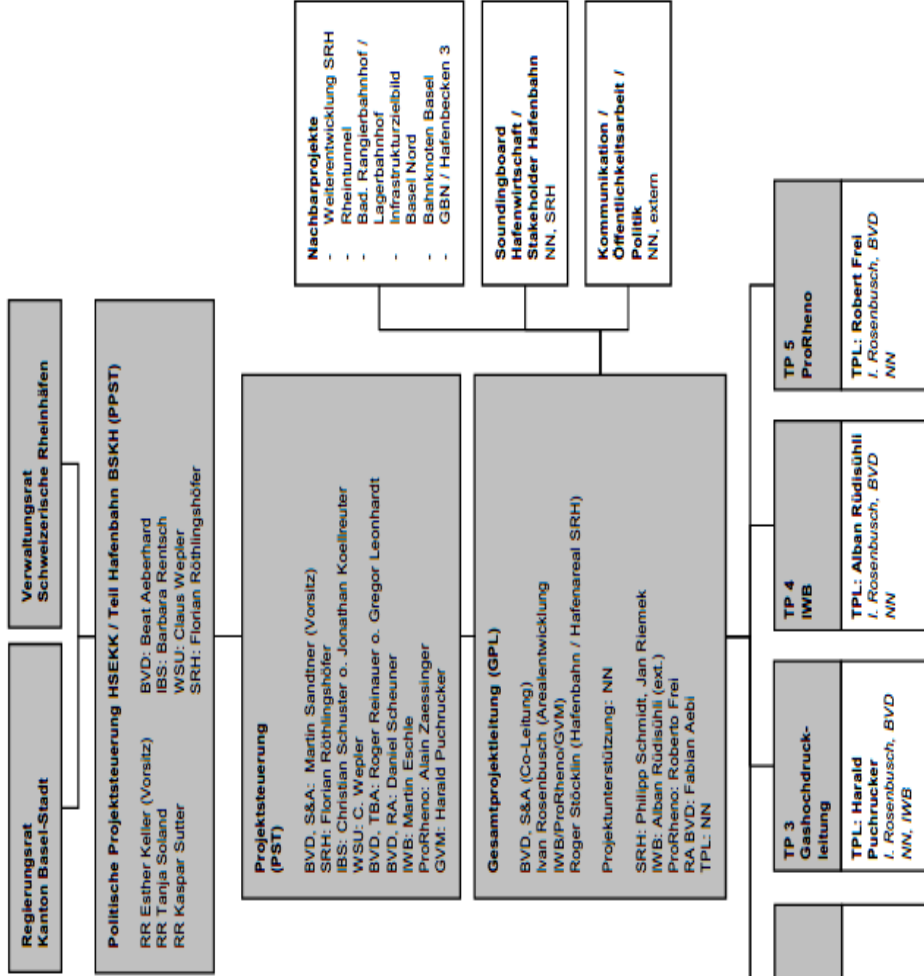 Regierungsrat
Kanton Basel-Stadt
Verwaltungsrat
Schweizerische Rheinhäfen
Politische Projektsteuerung HSEKK / Teil Hafenbahn BSKH (PPST)
RR Esther Keller (Vorsitz)
RR Tanja Soland
RR Kaspar Sutter
BVD: Beat Aeberhard
IBS: Barbara Rentsch
WSU: Claus Wepler
SRH: Florian Röthlingshöfer
Projektsteuerung
(PST)
BVD, S&A: Martin Sandtner (Vorsitz)
SRH: Florian Röthlingshöfer
IBS: Christian Schuster o. Jonathan Koellreuter
WSU: C. Wepler
BVD, TBA: Roger Reinauer o. Gregor Leonhardt
BVD, RA: Daniel Scheuner
IWB: Martin Eschle
ProRheno: Alain Zaessinger
GVM: Harald Puchrucker
Gesamtprojektleitung (GPL)
BVD, S&A (Co-Leitung)
Ivan Rosenbusch (Arealentwicklung
IWB/ProRheno/GVM)
Roger Stöcklin (Hafenbahn / Hafenareal SRH)
Projektunterstützung: NN
SRH: Philipp Schmidt, Jan Riemek
IWB: Alban Rüdisühli (ext.)
ProRheno: Roberto Frei
RA BVD: Fabian Aebi
TPL: NN
Nachbarprojekte
- Weiterentwicklung SRH
- Rheintunnel
- Bad. Rangierbahnhof /
Lagerbahnhof
- Infrastrukturzielbild
Basel Nord
- Bahnknoten Basel
- GBN / Hafenbecken 3
Soundingboard
Hafenwirtschaft /
Stakeholder Hafenbahn
NN, SRH
Kommunikation /
Öffentlichkeitsarbeit /
Politik
NN, extern
TP 3
Gashochdruck-
leitung
TPL: Harald
Puchrucker
I. Rosenbusch, BVD
NN, IWB
TP 4
IWB
TPL: Alban Rüdisühli
I. Rosenbusch, BVD
NN
TP 5
ProRheno
TPL: Robert Frei
I. Rosenbusch, BVD
NN